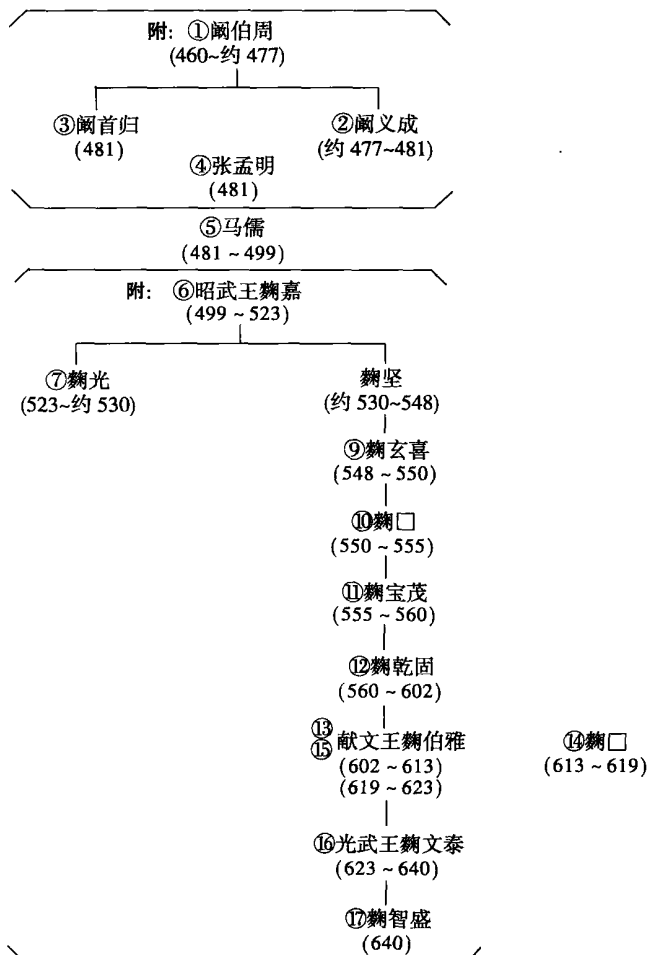 附: ①阚伯周
(460~约 477)
③阚首归 ②阚义成
(481) (约 477~481)
④张孟明
(481)
⑤马儒
(481 ~ 499)
附: ⑥昭武王麴嘉
(499 ~ 523)
⑦麴光 麴坚
(523~约 530) (约 530~548)
⑨麴玄喜
(548 ~ 550)
⑩麴□
(550 ~ 555)
⑪麴宝茂
(555 ~ 560)
⑫麴乾固
(560 ~ 602)
⑬⑮献文王麴伯雅 ⑭麴□
(602 ~ 613) (613 ~ 619)
(619 ~ 623)
⑯光武王麴文泰
(623 ~ 640)
⑰麴智盛
(640)